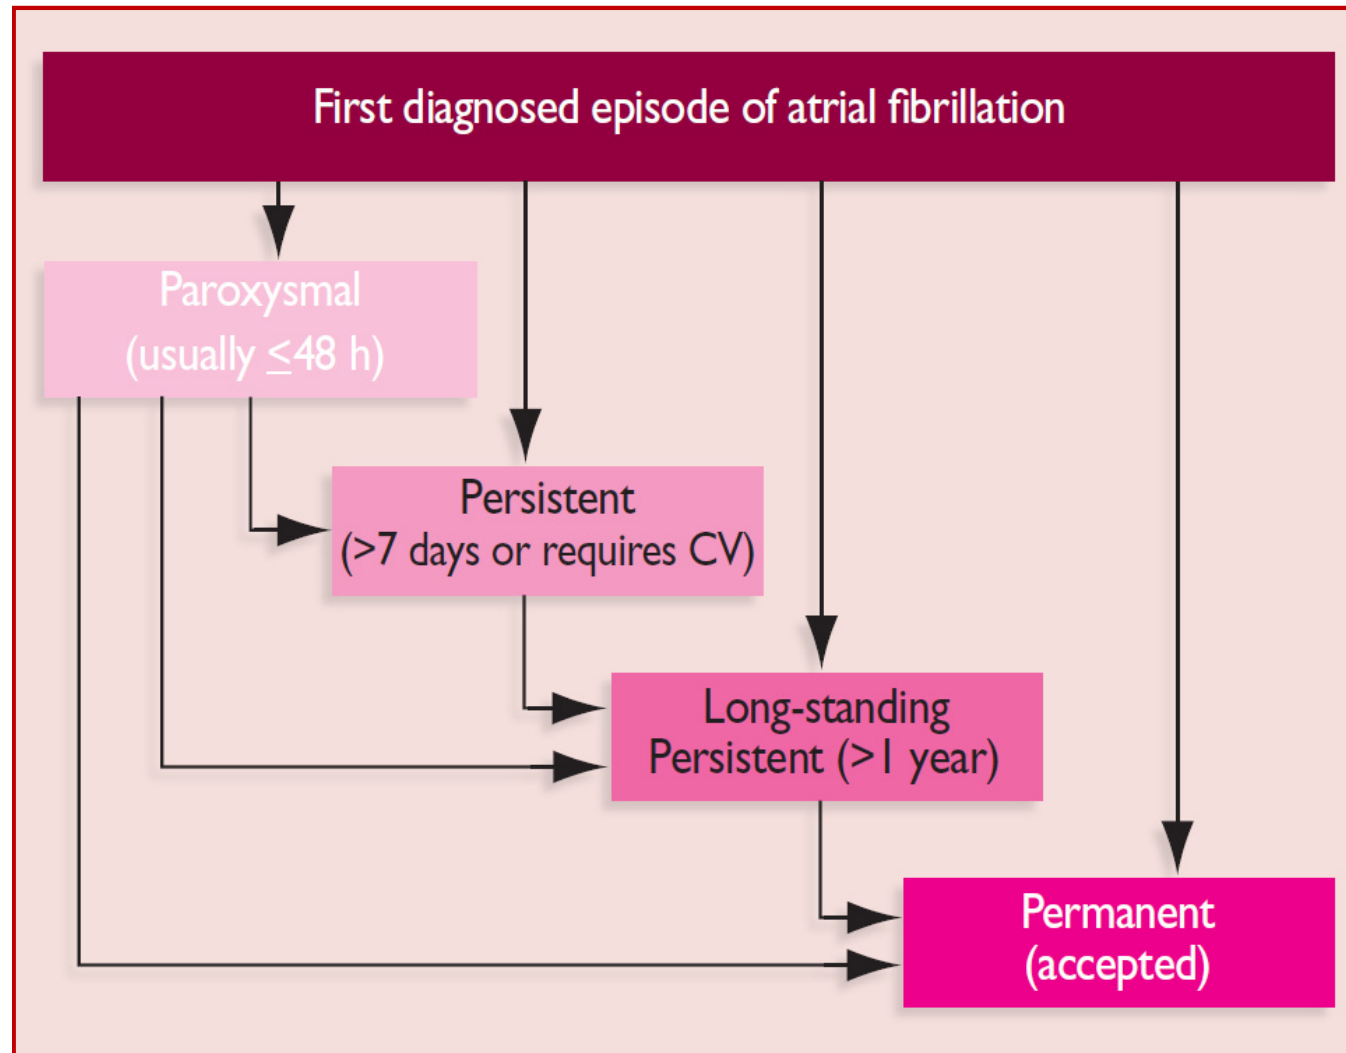 First diagnosed episode of atrial fibrillation
Paroxysmal
(usually ≤48 h)
Persistent
(>7 days or requires CV)
Long-standing
Persistent (>1 year)
Permanent
(accepted)